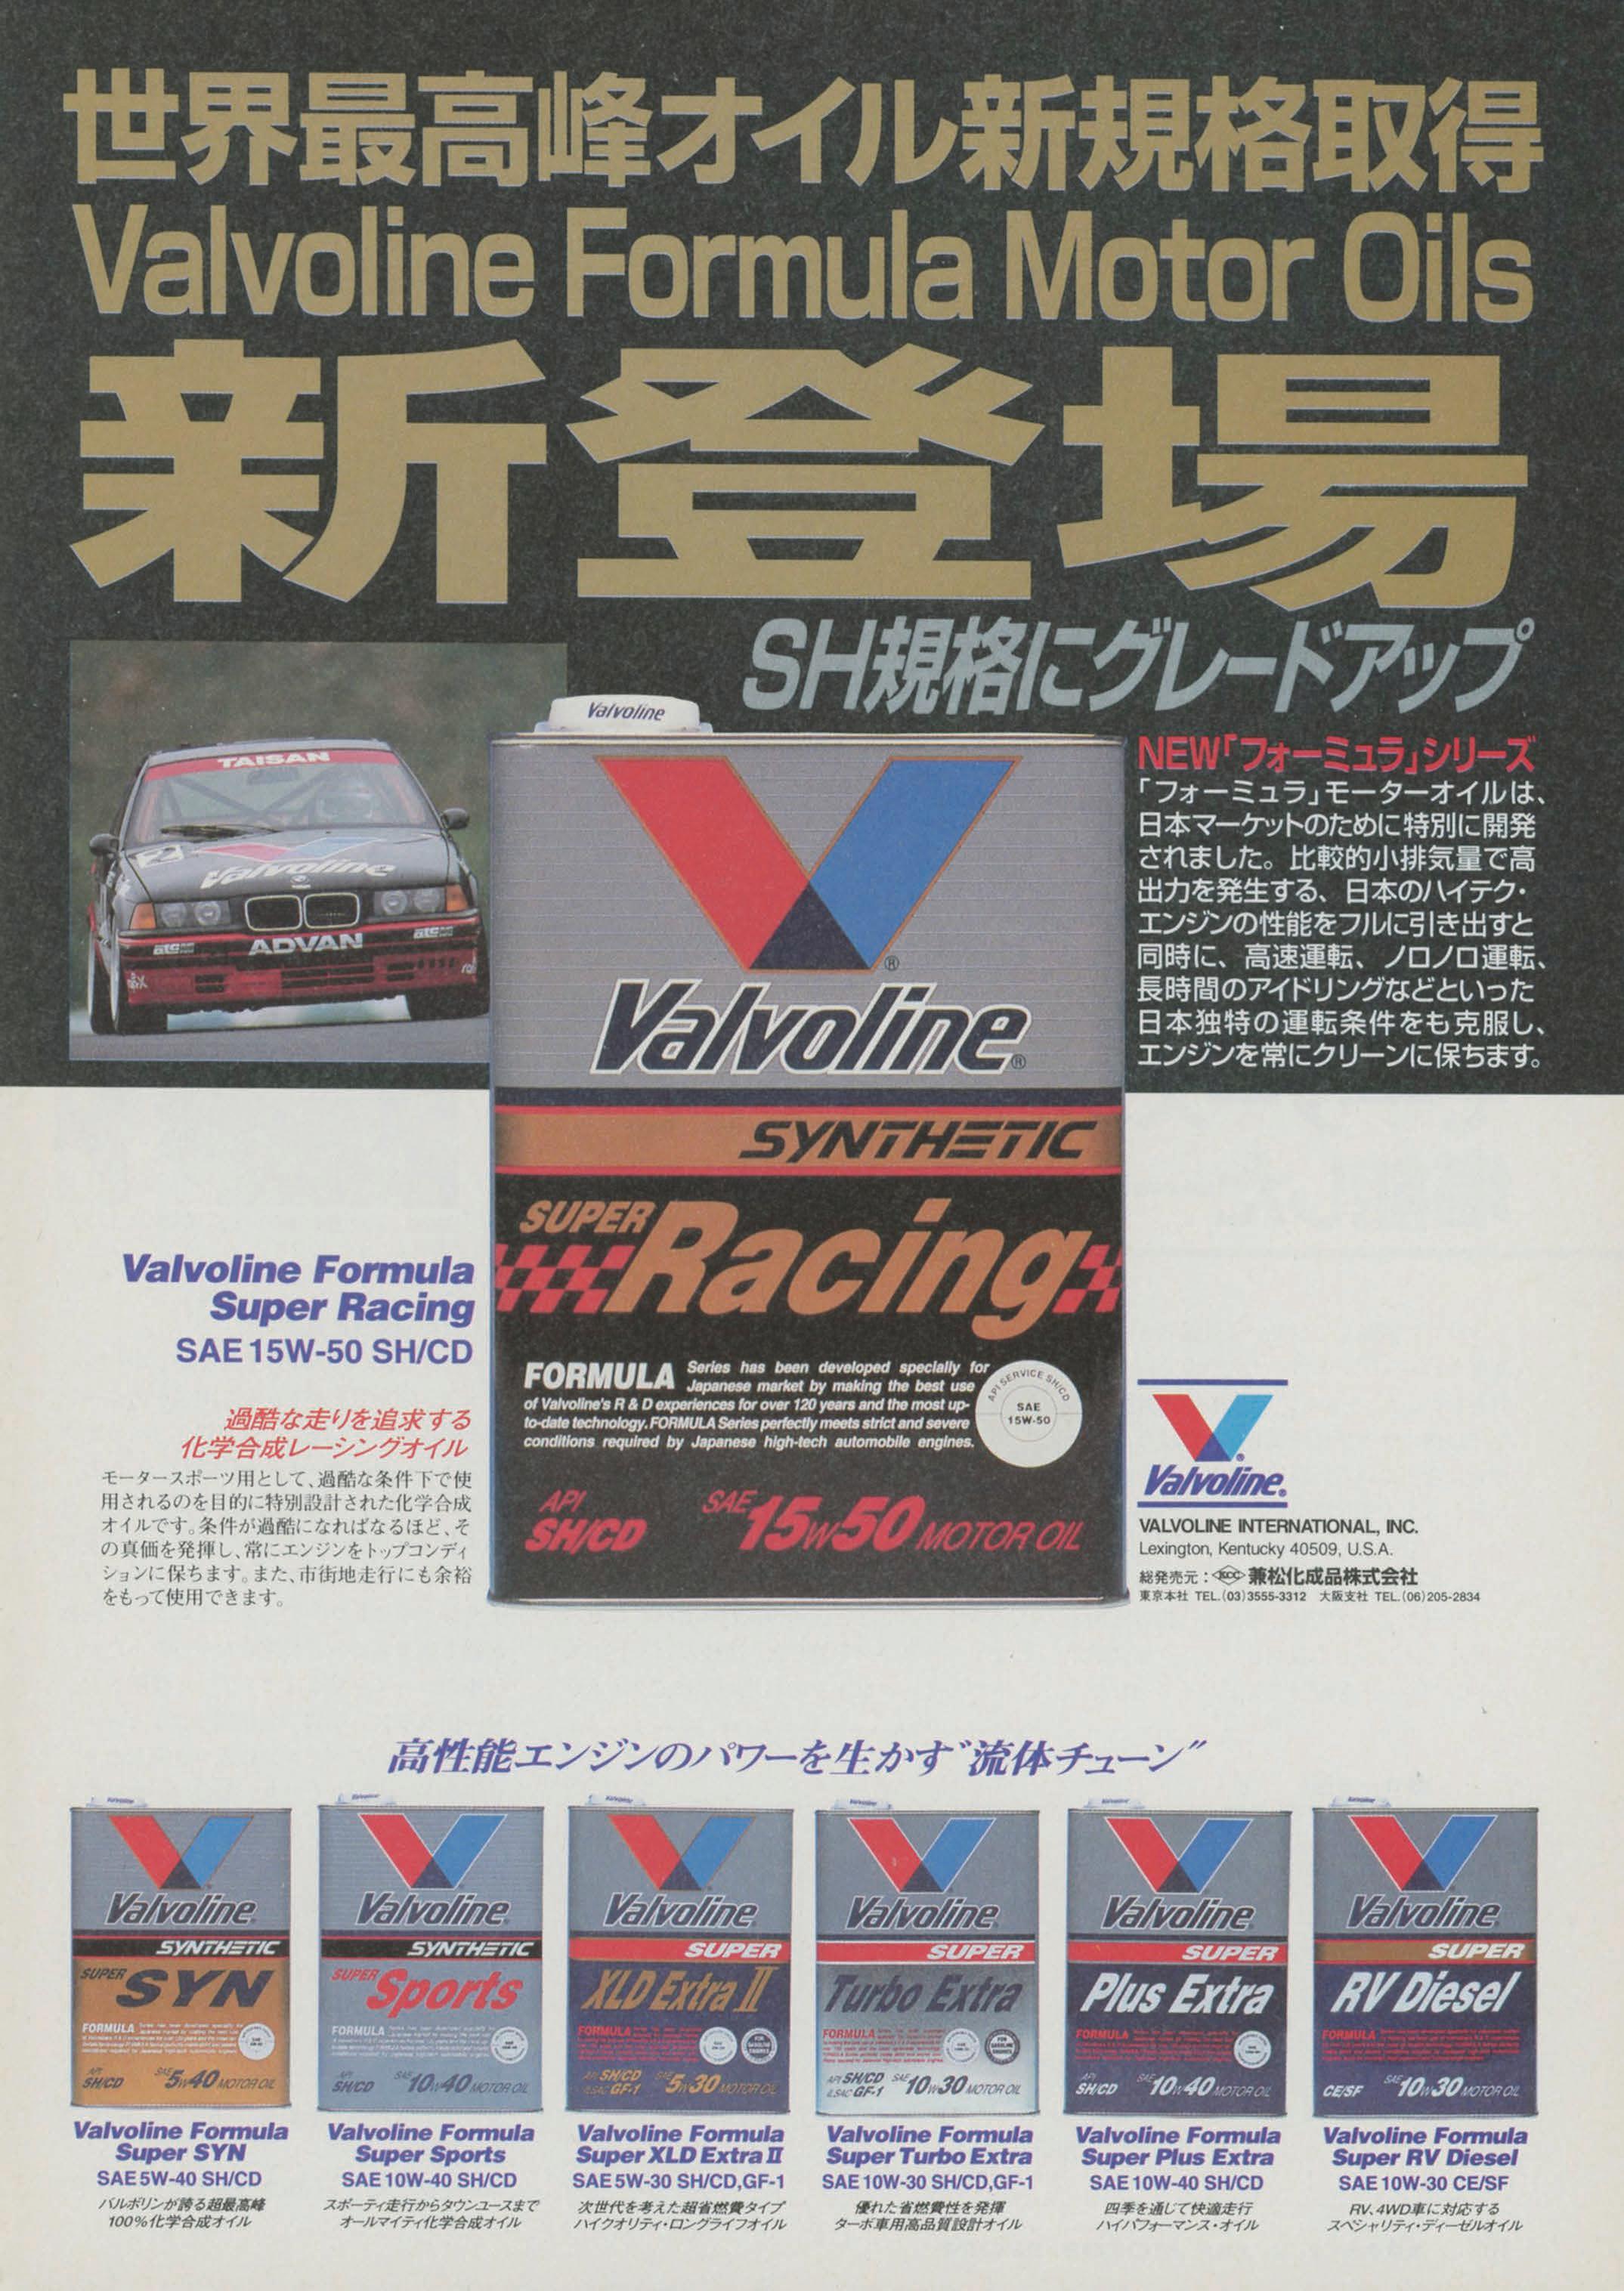 世界最高峰オイル新規格取得
Valvoline Formula Motor Oils
新登場
SH規格にグレードアップ
TAISAN
Valvoline
ADVAN
NEW「フォーミュラ」シリーズ
「フォーミュラ」モーターオイルは、
日本マーケットのために特別に開発
されました。比較的小排気量で高
出力を発生する、日本のハイテク・
エンジンの性能をフルに引き出すと
同時に、高速運転、ノロノロ運転、
長時間のアイドリングなどといった
日本独特の運転条件をも克服し、
エンジンを常にクリーンに保ちます。
Valvoline
Valvoline®
SYNTHETIC
SUPER Racing
FORMULA Series has been developed specially for
Japanese market by making the best use
of Valvoline's R & D experiences for over 120 years and the most up-
to-date technology. FORMULA Series perfectly meets strict and severe
conditions required by Japanese high-tech automobile engines.
API SERVICE SH/CD
SAE
15W-50
API
SH/CD
SAE 15W50 MOTOR OIL
Valvoline Formula
Super Racing
SAE 15W-50 SH/CD
過酷な走りを追求する
化学合成レーシングオイル
モータースポーツ用として、過酷な条件下で使
用されるのを目的に特別設計された化学合成
オイルです。条件が過酷になればなるほど、そ
の真価を発揮し、常にエンジンをトップコンディ
ションに保ちます。また、市街地走行にも余裕
をもって使用できます。
Valvoline®
VALVOLINE INTERNATIONAL, INC.
Lexington, Kentucky 40509, U.S.A.
総発売元：KCC 兼松化成品株式会社
東京本社 TEL.(03)3555-3312 大阪支社 TEL.(06)205-2834
高性能エンジンのパワーを生かす“流体チューン”
Valvoline
SYNTHETIC
SUPER SYN
FORMULA
API
SH/CD
SAE 5W40 MOTOR OIL
Valvoline Formula
Super SYN
SAE 5W-40 SH/CD
バルボリンが誇る超最高峰
100%化学合成オイル
Valvoline
SYNTHETIC
SUPER Sports
FORMULA
API
SH/CD
SAE 10W40 MOTOR OIL
Valvoline Formula
Super Sports
SAE 10W-40 SH/CD
スポーティ走行からタウンユースまで
オールマイティ化学合成オイル
Valvoline
SUPER
XLD Extra II
FORMULA
API SH/CD
ILSAC GF-1
SAE 5W30 MOTOR OIL
Valvoline Formula
Super XLD Extra II
SAE 5W-30 SH/CD,GF-1
次世代を考えた超省燃費タイプ
ハイクオリティ・ロングライフオイル
Valvoline
SUPER
Turbo Extra
FORMULA
API SH/CD
ILSAC GF-1
SAE 10W30 MOTOR OIL
Valvoline Formula
Super Turbo Extra
SAE 10W-30 SH/CD,GF-1
優れた省燃費性を発揮
ターボ車用高品質設計オイル
Valvoline
SUPER
Plus Extra
FORMULA
API
SH/CD
SAE 10W40 MOTOR OIL
Valvoline Formula
Super Plus Extra
SAE 10W-40 SH/CD
四季を通じて快適走行
ハイパフォーマンス・オイル
Valvoline
SUPER
RV Diesel
FORMULA
CE/SF
SAE 10W30 MOTOR OIL
Valvoline Formula
Super RV Diesel
SAE 10W-30 CE/SF
RV、4WD車に対応する
スペシャリティ・ディーゼルオイル